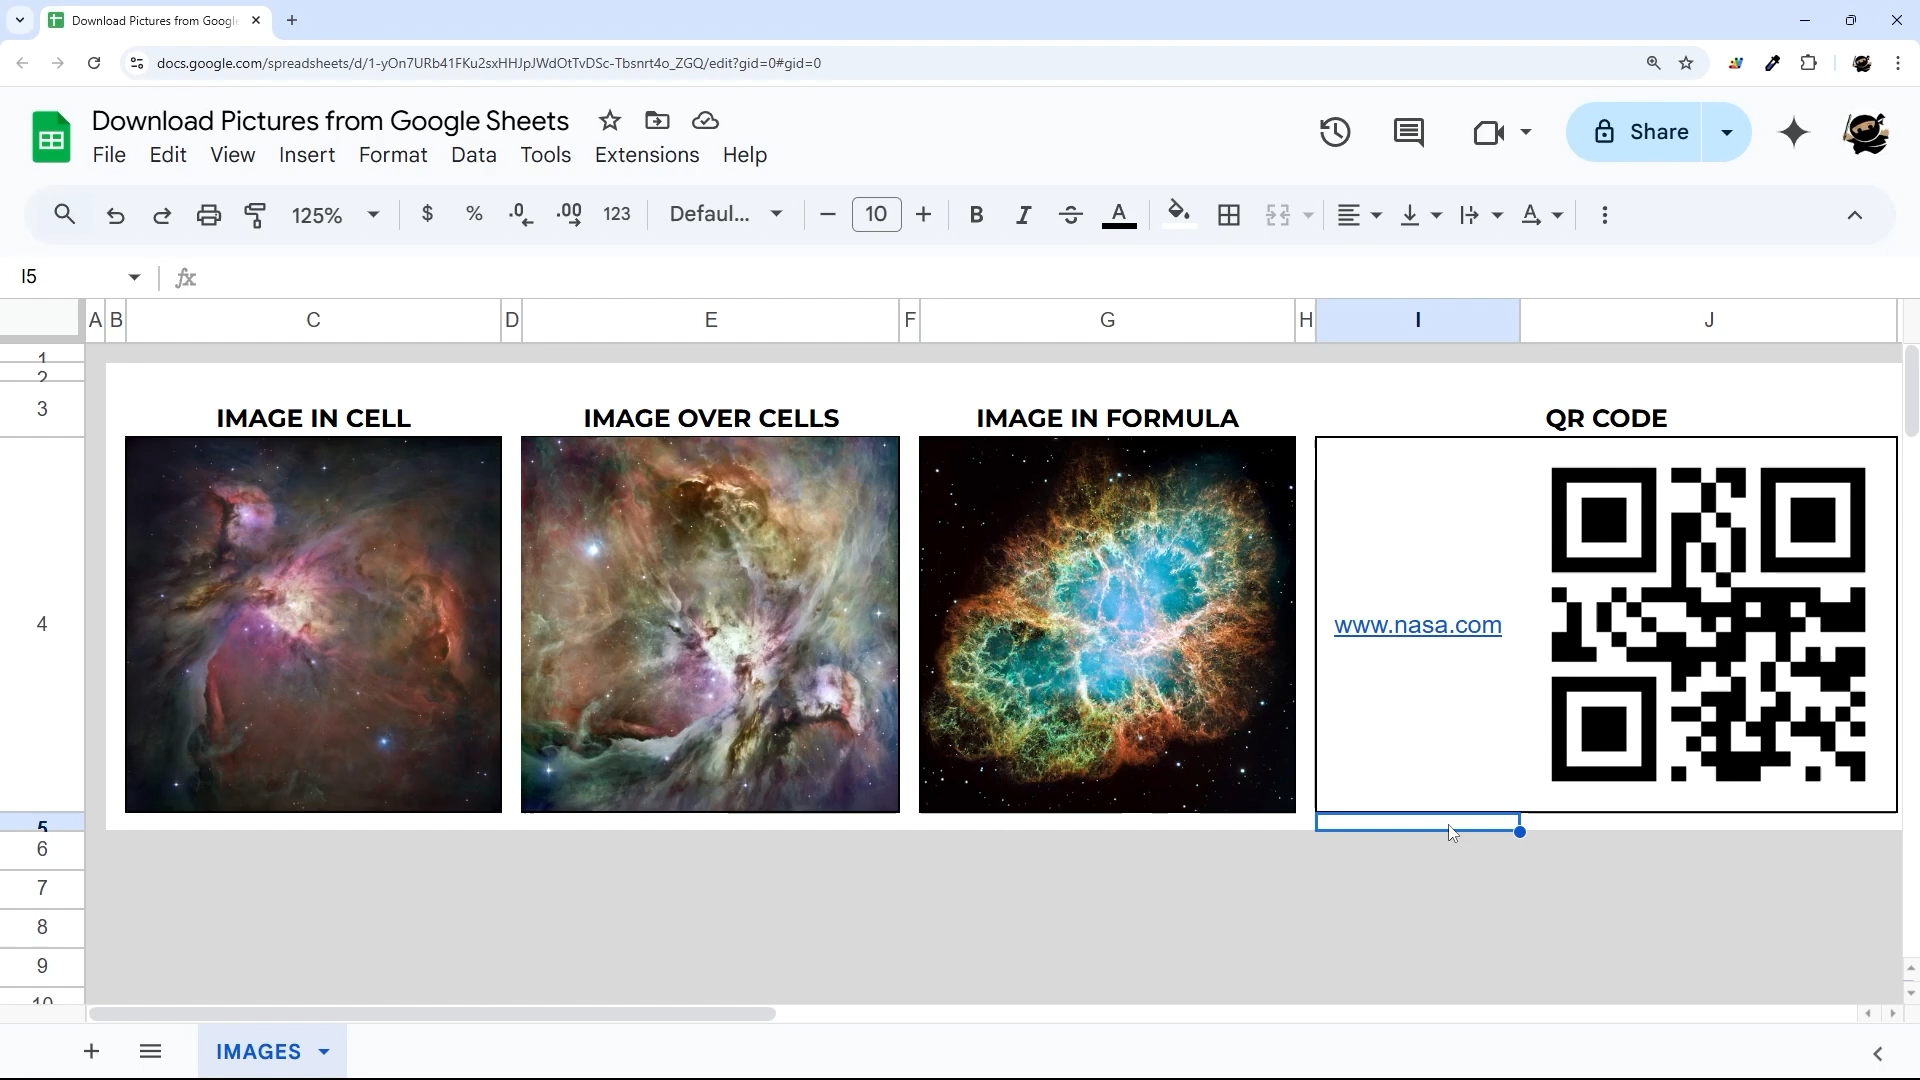 Download Pictures from Google
docs.google.com/spreadsheets/d/1-yOn7URb41FKu2sxHHJpJWdOtTvDSc-Tbsnrt4o_ZGQ/edit?gid=0#gid=0
Download Pictures from Google Sheets
File Edit View Insert Format Data Tools Extensions Help
Share
125% $ % .0 .00 123 Defaul... 10 B I S A A
I5 fx
A B C D E F G H I J
1
2
3 IMAGE IN CELL IMAGE OVER CELLS IMAGE IN FORMULA QR CODE
4 www.nasa.com
5
6
7
8
9
10
IMAGES